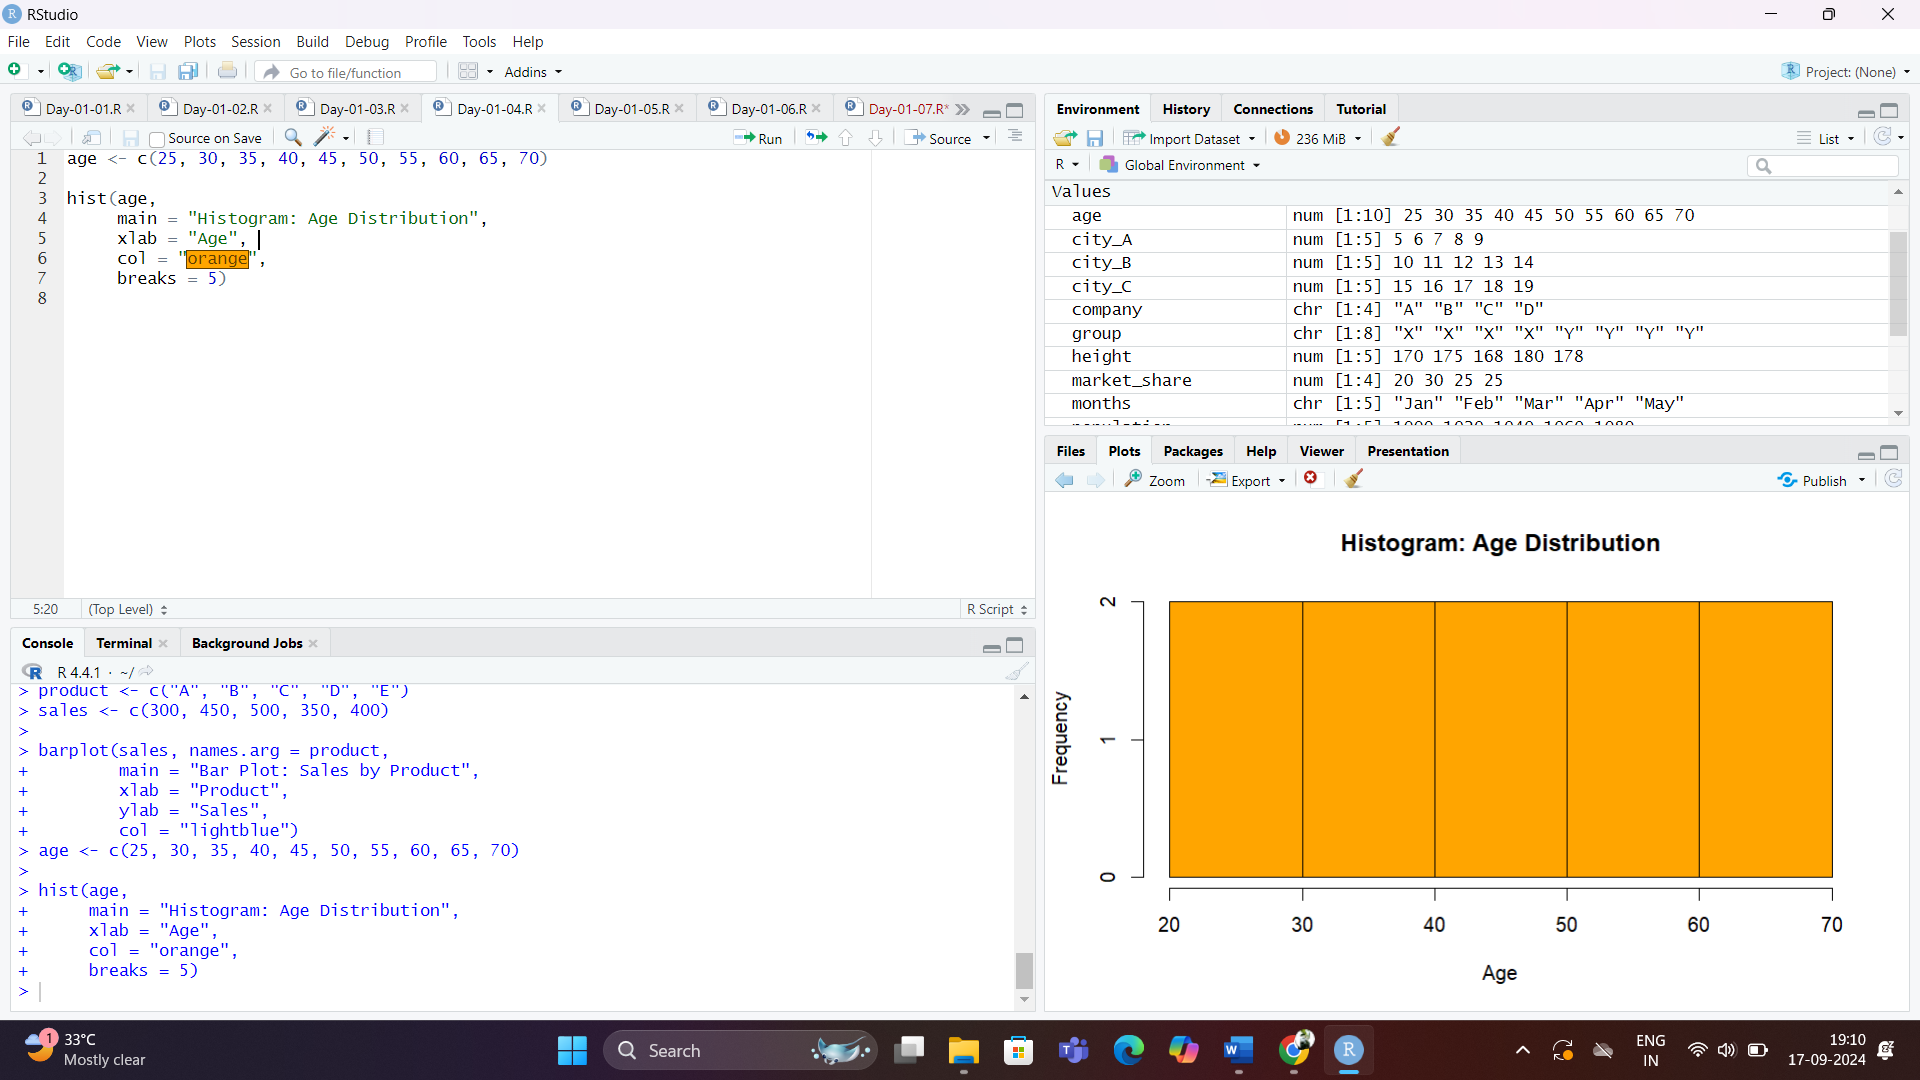 RStudio
File Edit Code View Plots Session Build Debug Profile Tools Help
Go to file/function Addins Project: (None)
Day-01-01.R Day-01-02.R Day-01-03.R Day-01-04.R Day-01-05.R Day-01-06.R Day-01-07.R*
Source on Save Run Source
1 age <- c(25, 30, 35, 40, 45, 50, 55, 60, 65, 70)
2
3 hist(age,
4 main = "Histogram: Age Distribution",
5 xlab = "Age",
6 col = "orange",
7 breaks = 5)
8
5:20 (Top Level) R Script
Console Terminal Background Jobs
R 4.4.1 · ~/
> product <- c("A", "B", "C", "D", "E")
> sales <- c(300, 450, 500, 350, 400)
>
> barplot(sales, names.arg = product,
+ main = "Bar Plot: Sales by Product",
+ xlab = "Product",
+ ylab = "Sales",
+ col = "lightblue")
> age <- c(25, 30, 35, 40, 45, 50, 55, 60, 65, 70)
>
> hist(age,
+ main = "Histogram: Age Distribution",
+ xlab = "Age",
+ col = "orange",
+ breaks = 5)
>
Environment History Connections Tutorial
Import Dataset 236 MiB List
R Global Environment
Values
age num [1:10] 25 30 35 40 45 50 55 60 65 70
city_A num [1:5] 5 6 7 8 9
city_B num [1:5] 10 11 12 13 14
city_C num [1:5] 15 16 17 18 19
company chr [1:4] "A" "B" "C" "D"
group chr [1:8] "X" "X" "X" "X" "Y" "Y" "Y" "Y"
height num [1:5] 170 175 168 180 178
market_share num [1:4] 20 30 25 25
months chr [1:5] "Jan" "Feb" "Mar" "Apr" "May"
Files Plots Packages Help Viewer Presentation
Zoom Export Publish
Histogram: Age Distribution
Frequency
2
1
0
20 30 40 50 60 70
Age
1 33°C
Mostly clear
Search
ENG
IN
19:10
17-09-2024